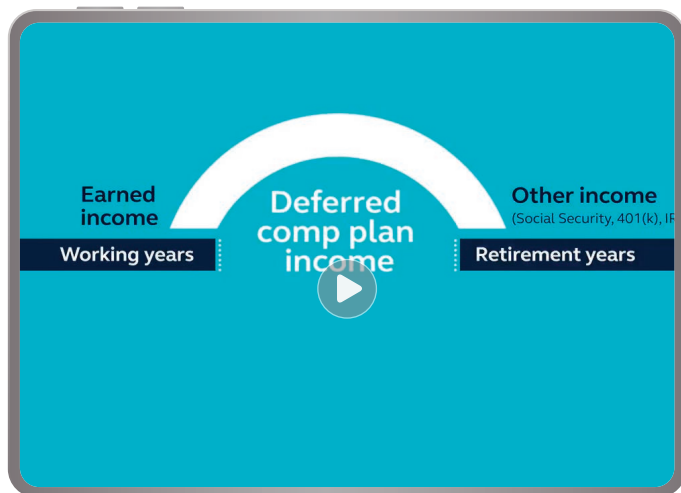 Earned
income
Working years
Deferred
comp plan
income
Other income
(Social Security, 401(k),
Retirement years